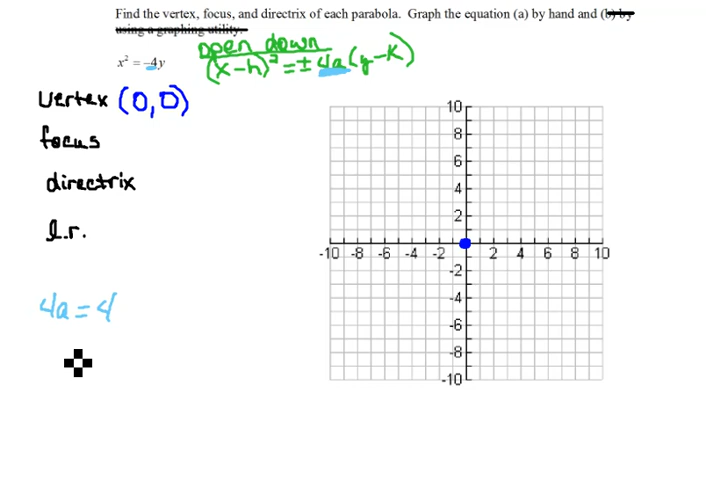 Find the vertex, focus, and directrix of each parabola. Graph the equation (a) by hand and (b) by
using a graphing utility.
open down
x² = -4y
(x-h)² = ± 4a(y-k)
vertex (0,0)
focus
directrix
l.r.
4a = 4
10
8
6
4
2
-10 -8 -6 -4 -2 2 4 6 8 10
-2
-4
-6
-8
-10